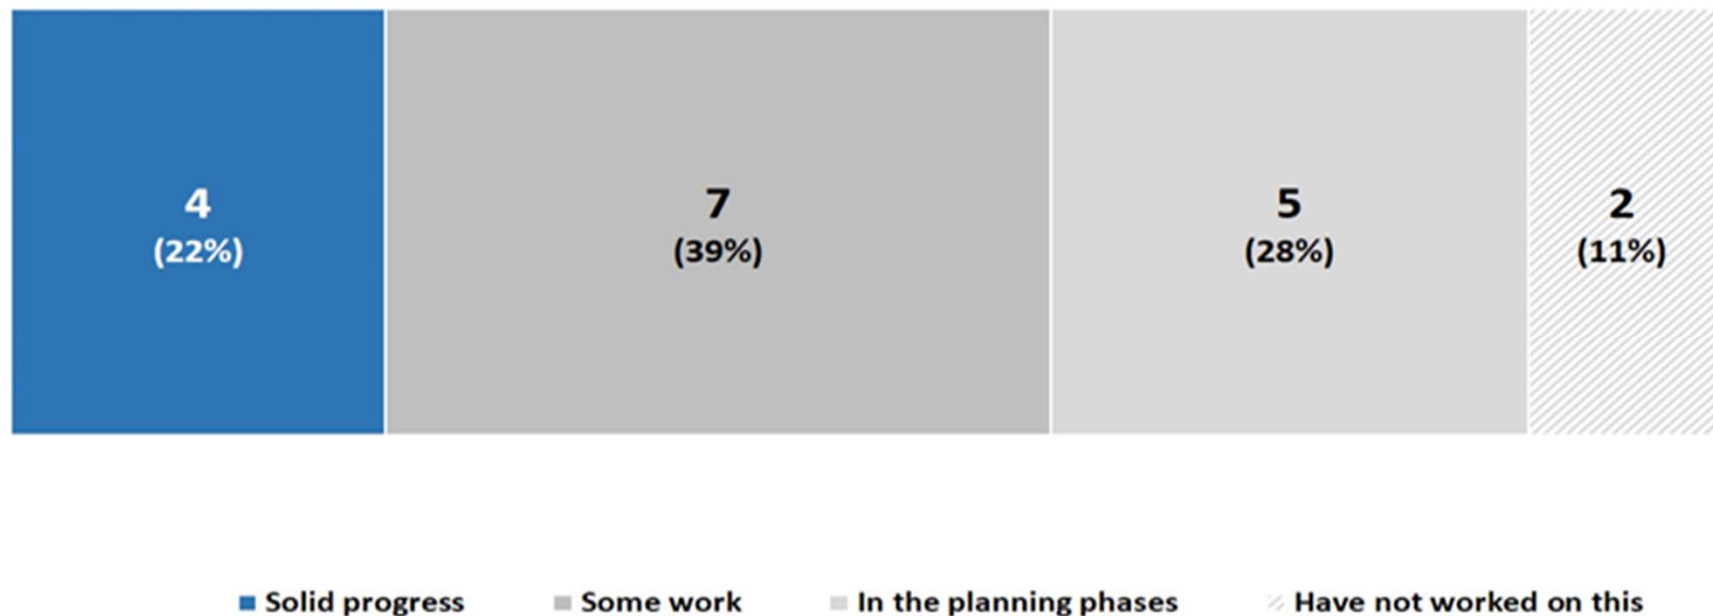 4 7 5 2
(22%) (39%) (28%) (11%)
Solid progress Some work In the planning phases Have not worked on this